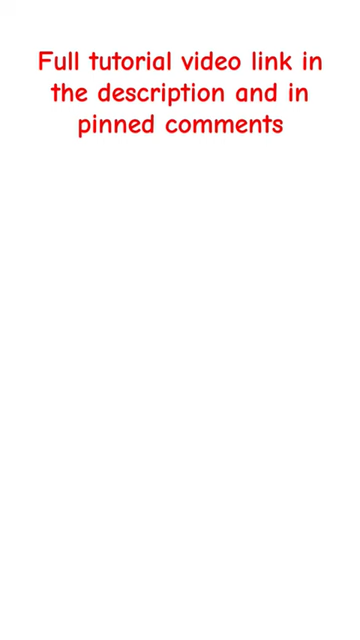 Full tutorial video link in
the description and in
pinned comments